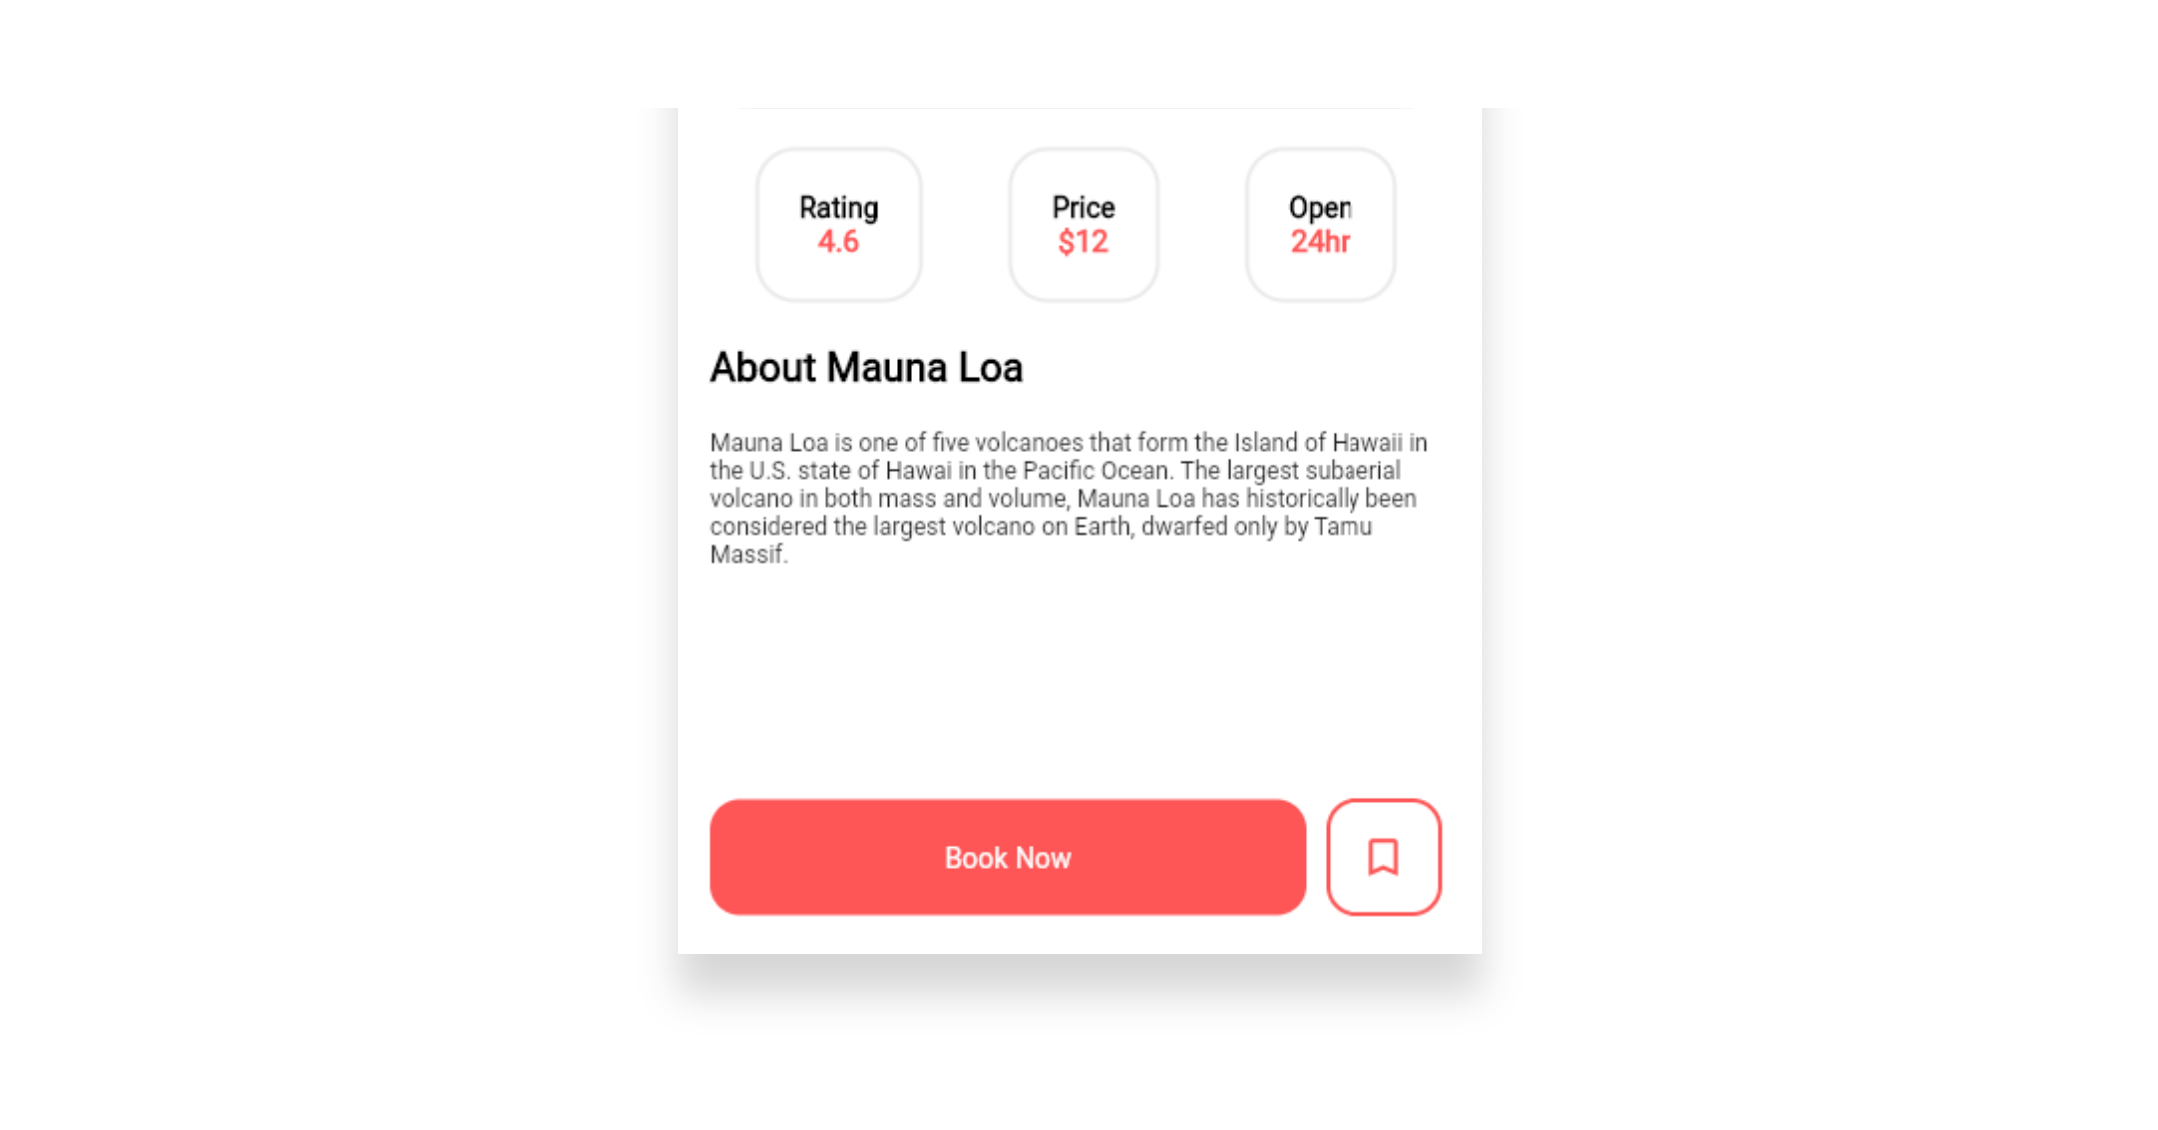 Rating
4.6
Price
$12
Open
24hr
About Mauna Loa
Mauna Loa is one of five volcanoes that form the Island of Hawaii in
the U.S. state of Hawai in the Pacific Ocean. The largest subaerial
volcano in both mass and volume, Mauna Loa has historically been
considered the largest volcano on Earth, dwarfed only by Tamu
Massif.
Book Now